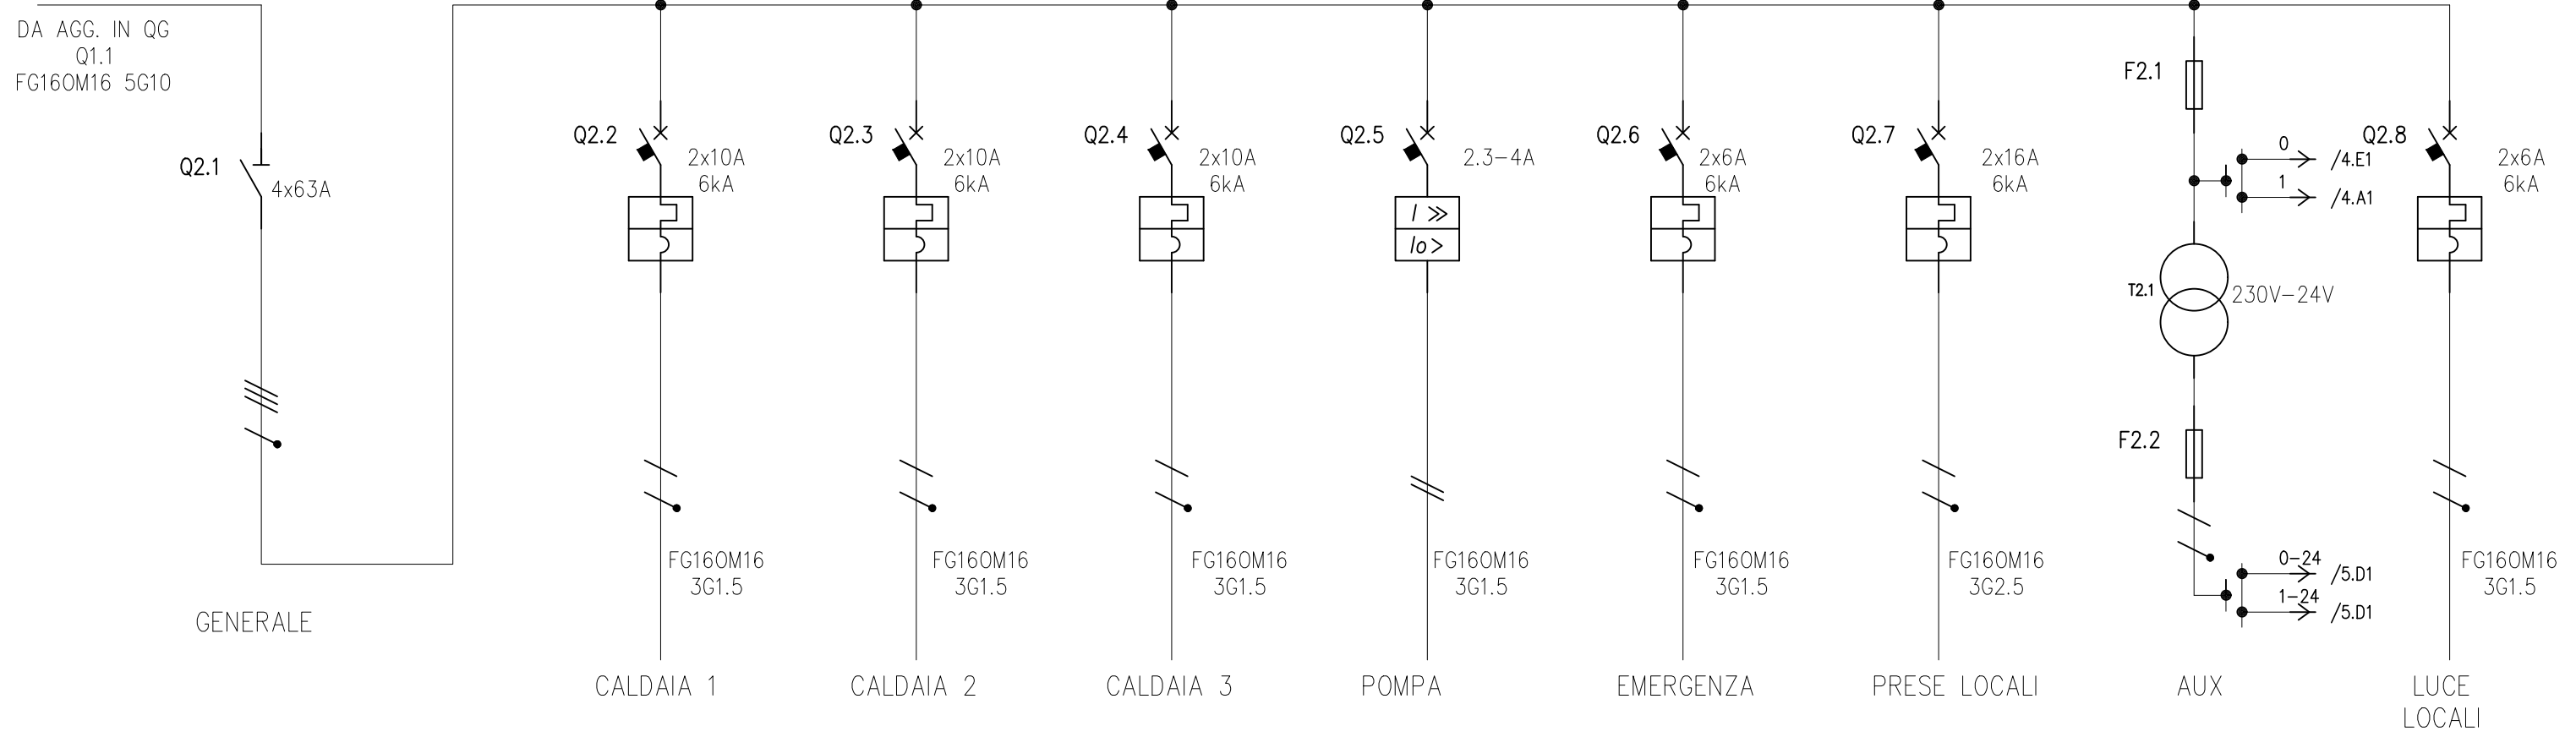 DA AGG. IN QG
Q1.1
FG16OM16 5G10
Q2.1
4x63A
GENERALE
Q2.2
2x10A
6kA
FG16OM16
3G1.5
CALDAIA 1
Q2.3
2x10A
6kA
FG16OM16
3G1.5
CALDAIA 2
Q2.4
2x10A
6kA
FG16OM16
3G1.5
CALDAIA 3
Q2.5
2.3-4A
I >>
Io>
FG16OM16
3G1.5
POMPA
Q2.6
2x6A
6kA
FG16OM16
3G1.5
EMERGENZA
Q2.7
2x16A
6kA
FG16OM16
3G2.5
PRESE LOCALI
F2.1
0
/4.E1
1
/4.A1
T2.1
230V-24V
F2.2
0-24
/5.D1
1-24
/5.D1
AUX
Q2.8
2x6A
6kA
FG16OM16
3G1.5
LUCE
LOCALI